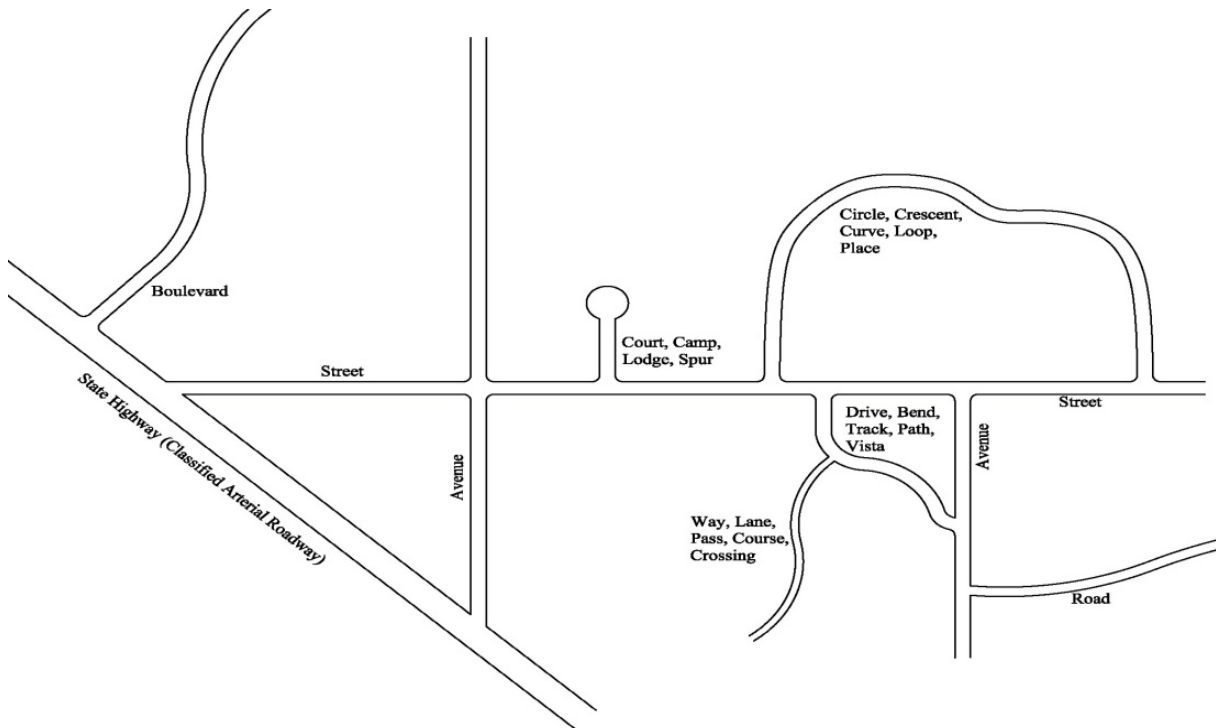 Circle, Crescent,
Curve, Loop,
Place
Boulevard
Court, Camp,
Lodge, Spur
Street
State Highway (Classified Arterial Roadway)
Street
Drive, Bend,
Track, Path,
Vista
Avenue
Avenue
Way, Lane,
Pass, Course,
Crossing
Road